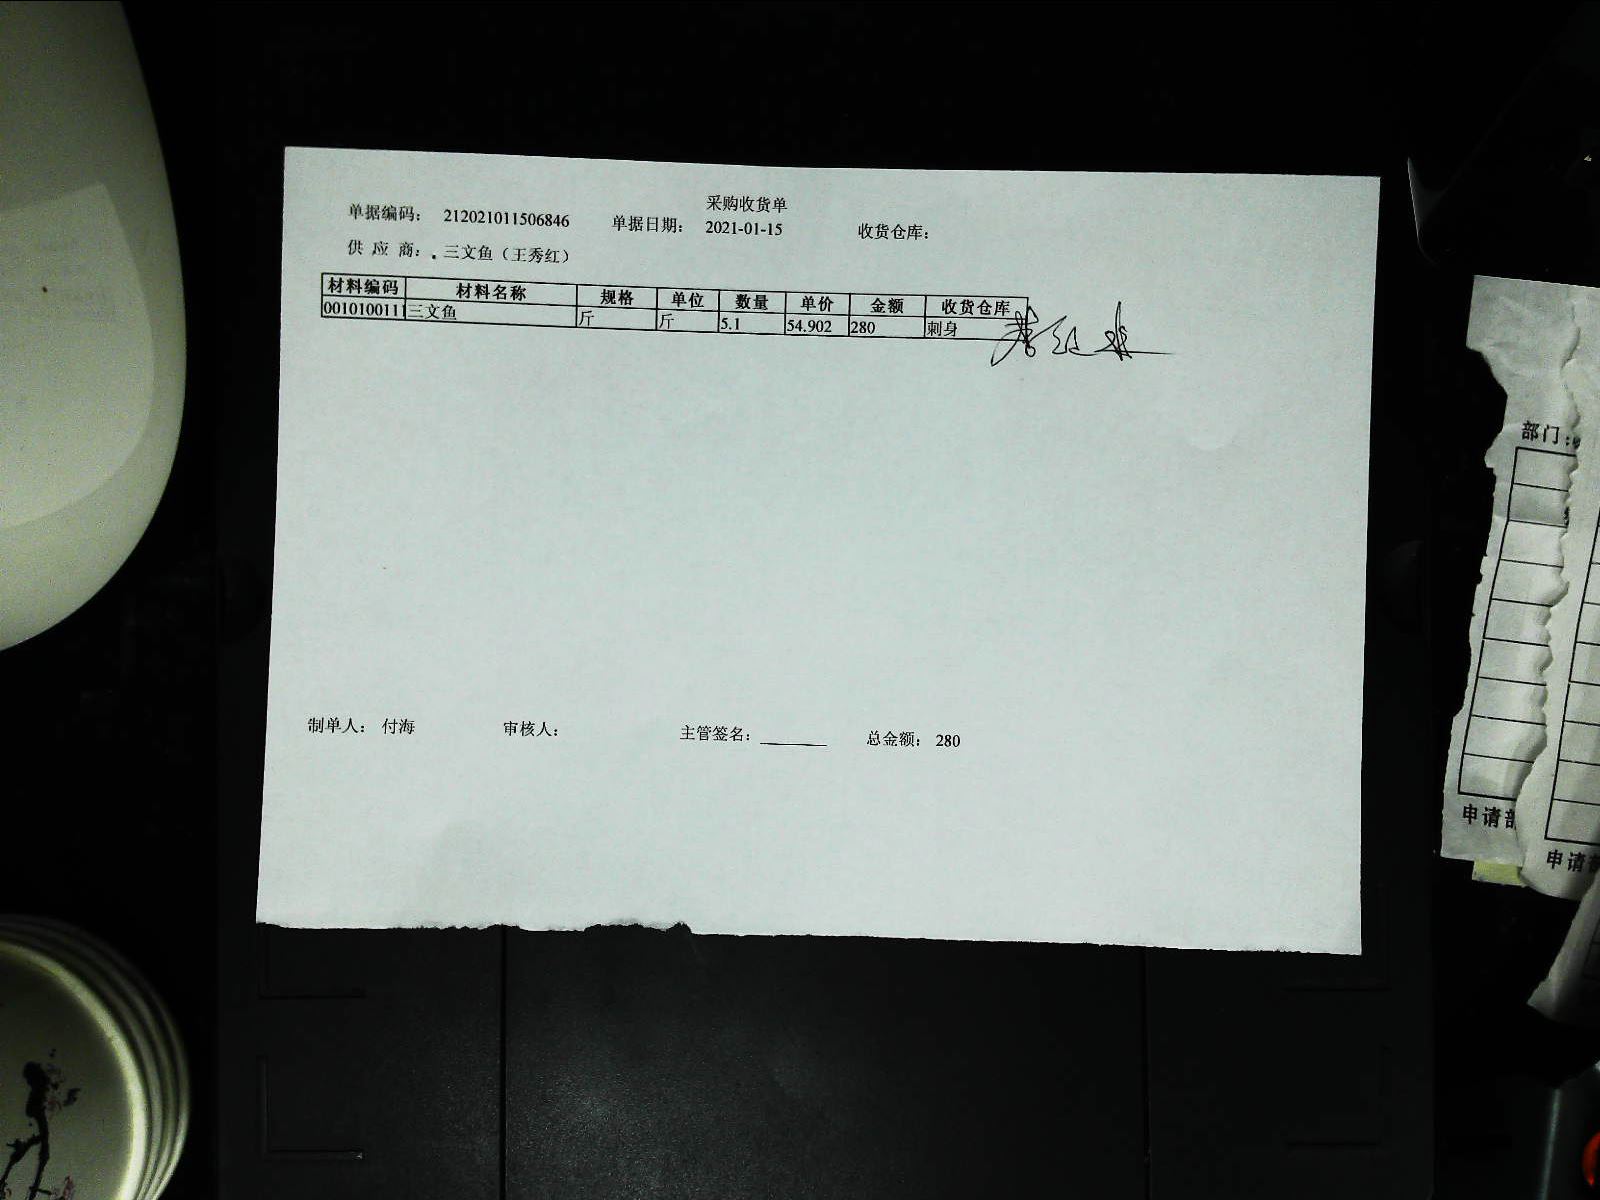 采购收货单
单据编码： 212021011506846 单据日期： 2021-01-15 收货仓库：
供 应 商： 三文鱼（王秀红）
材料编码 材料名称 规格 单位 数量 单价 金额 收货仓库
0010100111 三文鱼 斤 斤 5.1 54.902 280 刺身
制单人： 付海 审核人： 主管签名： 总金额： 280
部门：
申请部
申请部